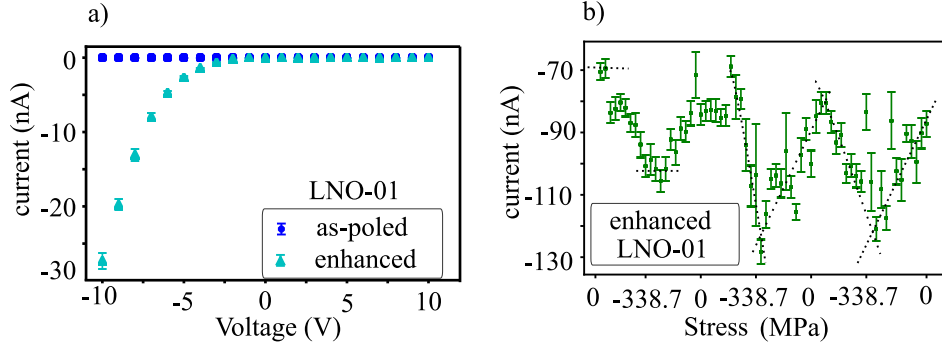 a)
current (nA)
0
-10
-20
-30
LNO-01
as-poled
enhanced
-10
-5
0
5
10
Voltage (V)
b)
current (nA)
-70
-90
-110
-130
enhanced
LNO-01
0
-338.7
0
-338.7
0
-338.7
0
Stress (MPa)